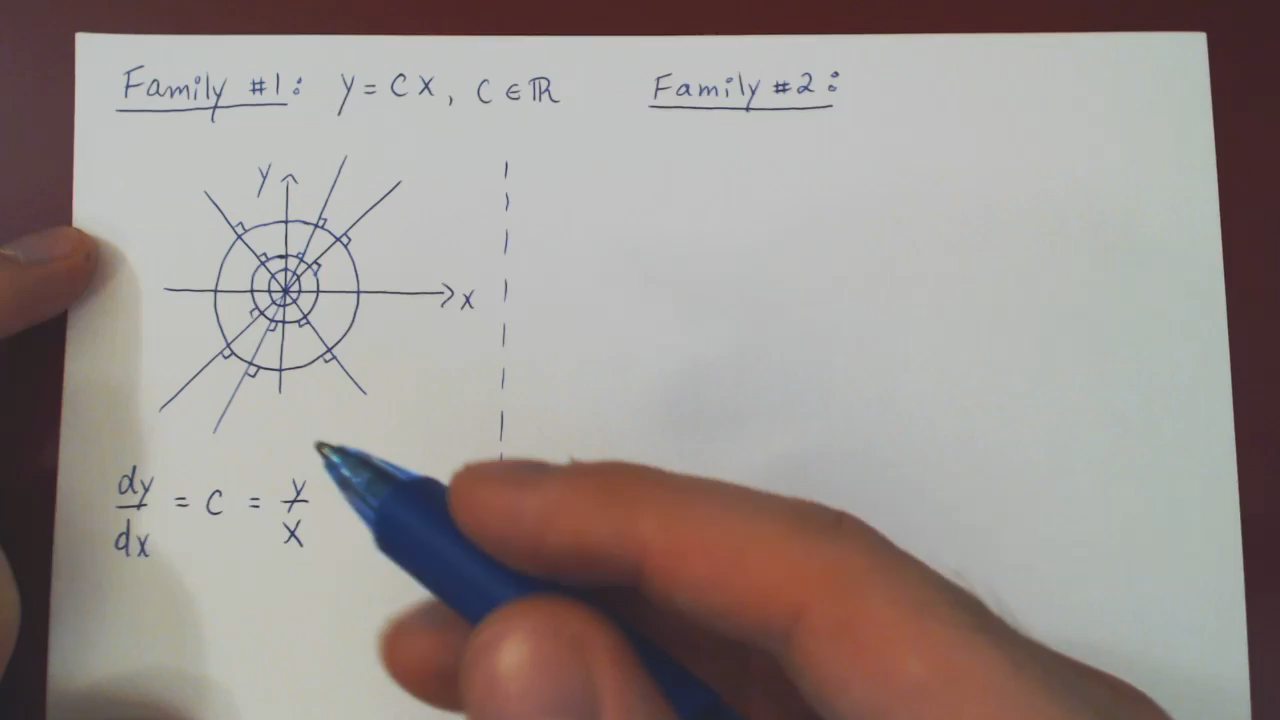 Family #1: y = Cx, C ∈ ℝ
Family #2:
y
x
dy/dx = C = y/x